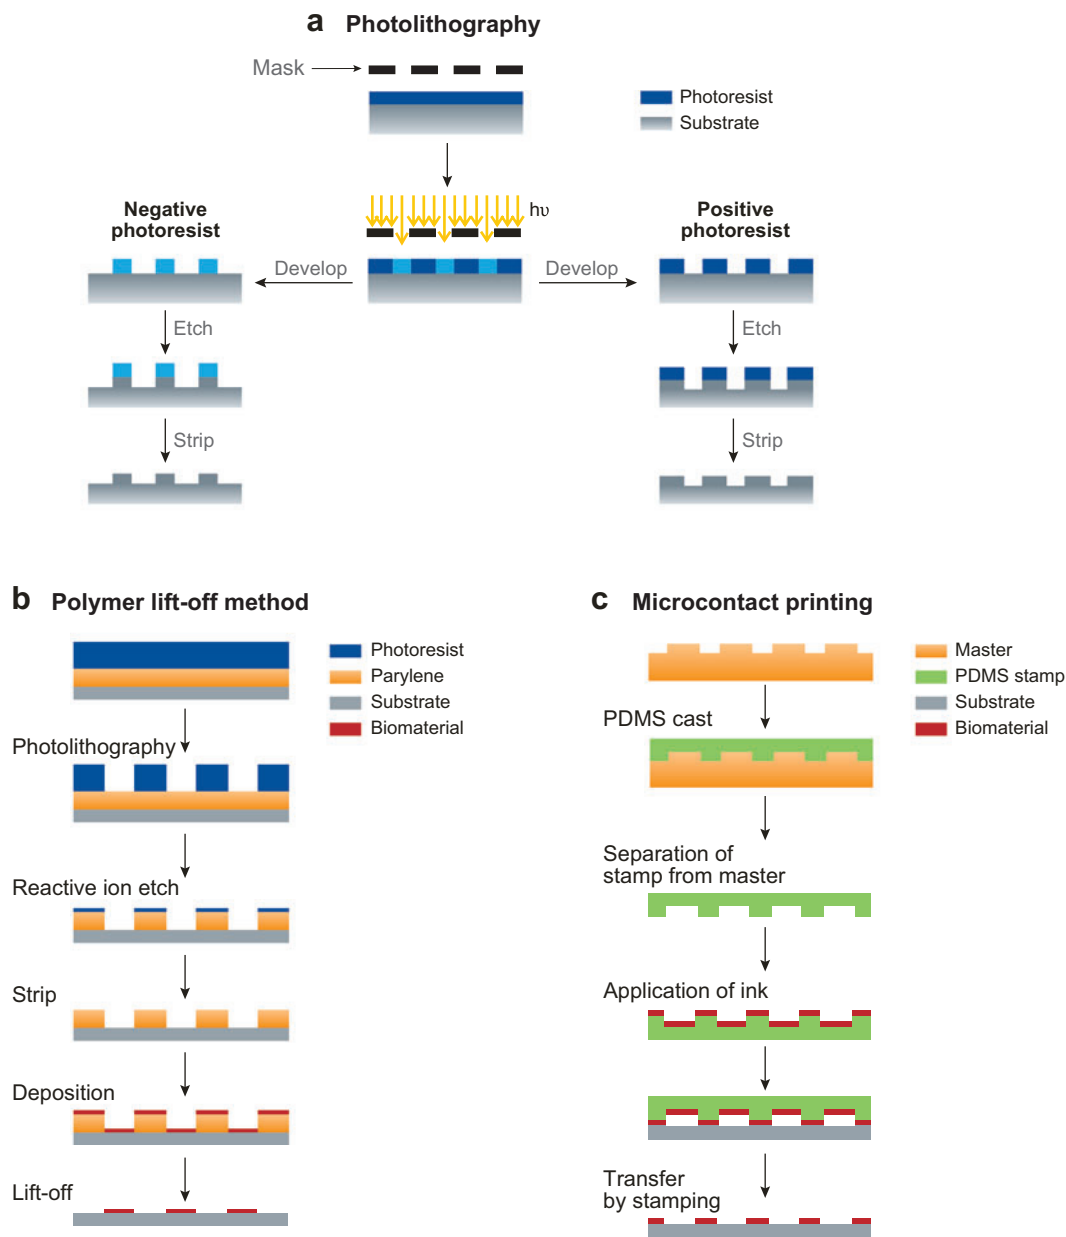 a Photolithography
Mask
Photoresist
Substrate
hυ
Negative
photoresist
Positive
photoresist
Develop
Develop
Etch
Etch
Strip
Strip
b Polymer lift-off method
Photoresist
Parylene
Substrate
Biomaterial
Photolithography
Reactive ion etch
Strip
Deposition
Lift-off
c Microcontact printing
Master
PDMS stamp
Substrate
Biomaterial
PDMS cast
Separation of
stamp from master
Application of ink
Transfer
by stamping